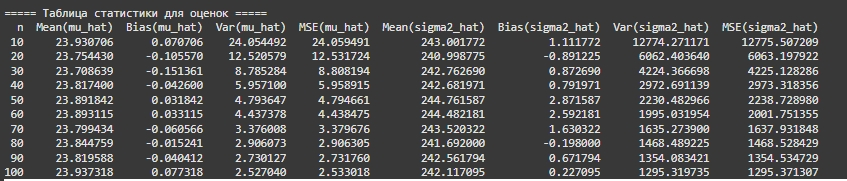 ===== Таблица статистики для оценок =====
n Mean(mu_hat) Bias(mu_hat) Var(mu_hat) MSE(mu_hat) Mean(sigma2_hat) Bias(sigma2_hat) Var(sigma2_hat) MSE(sigma2_hat)
10 23.930706 0.070706 24.054492 24.059491 243.001772 1.111772 12774.271171 12775.507209
20 23.754430 -0.105570 12.520579 12.531724 240.998775 -0.891225 6062.403640 6063.197922
30 23.708639 -0.151361 8.785284 8.808194 242.762690 0.872690 4224.366698 4225.128286
40 23.817400 -0.042600 5.957100 5.958915 242.681971 0.791971 2972.691139 2973.318356
50 23.891842 0.031842 4.793647 4.794661 244.761587 2.871587 2230.482966 2238.728980
60 23.893115 0.033115 4.437378 4.438475 244.482181 2.592181 1995.031954 2001.751355
70 23.799434 -0.060566 3.376008 3.379676 243.520322 1.630322 1635.273900 1637.931848
80 23.844759 -0.015241 2.906073 2.906305 241.692000 -0.198000 1468.489225 1468.528429
90 23.819588 -0.040412 2.730127 2.731760 242.561794 0.671794 1354.083421 1354.534729
100 23.937318 0.077318 2.527040 2.533018 242.117095 0.227095 1295.319735 1295.371307